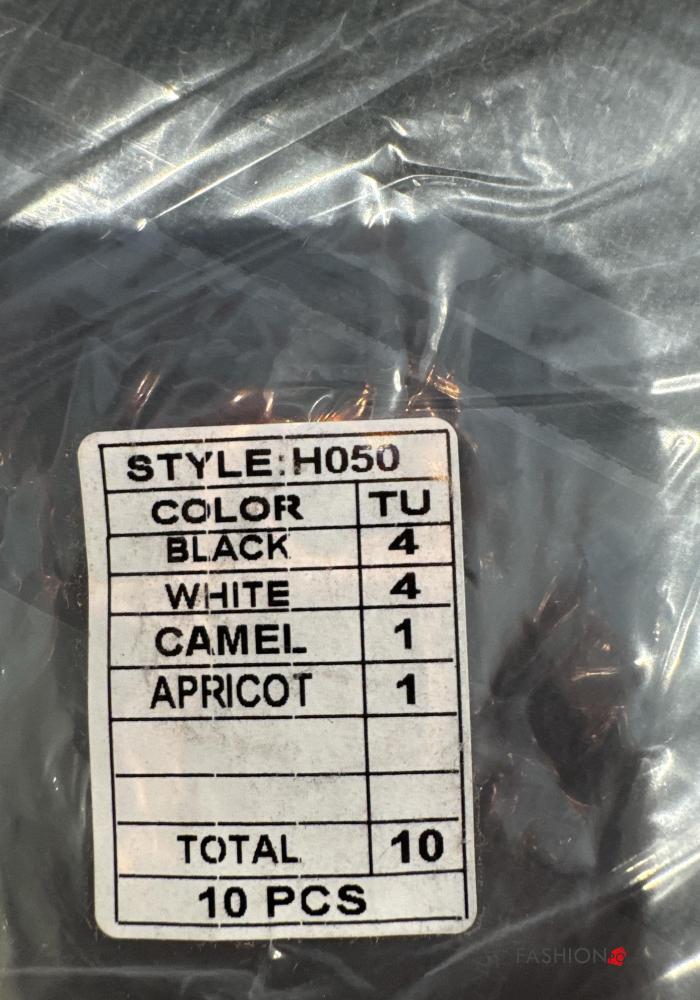 STYLE:H050
COLOR TU
BLACK 4
WHITE 4
CAMEL 1
APRICOT 1
TOTAL 10
10 PCS
FASHION